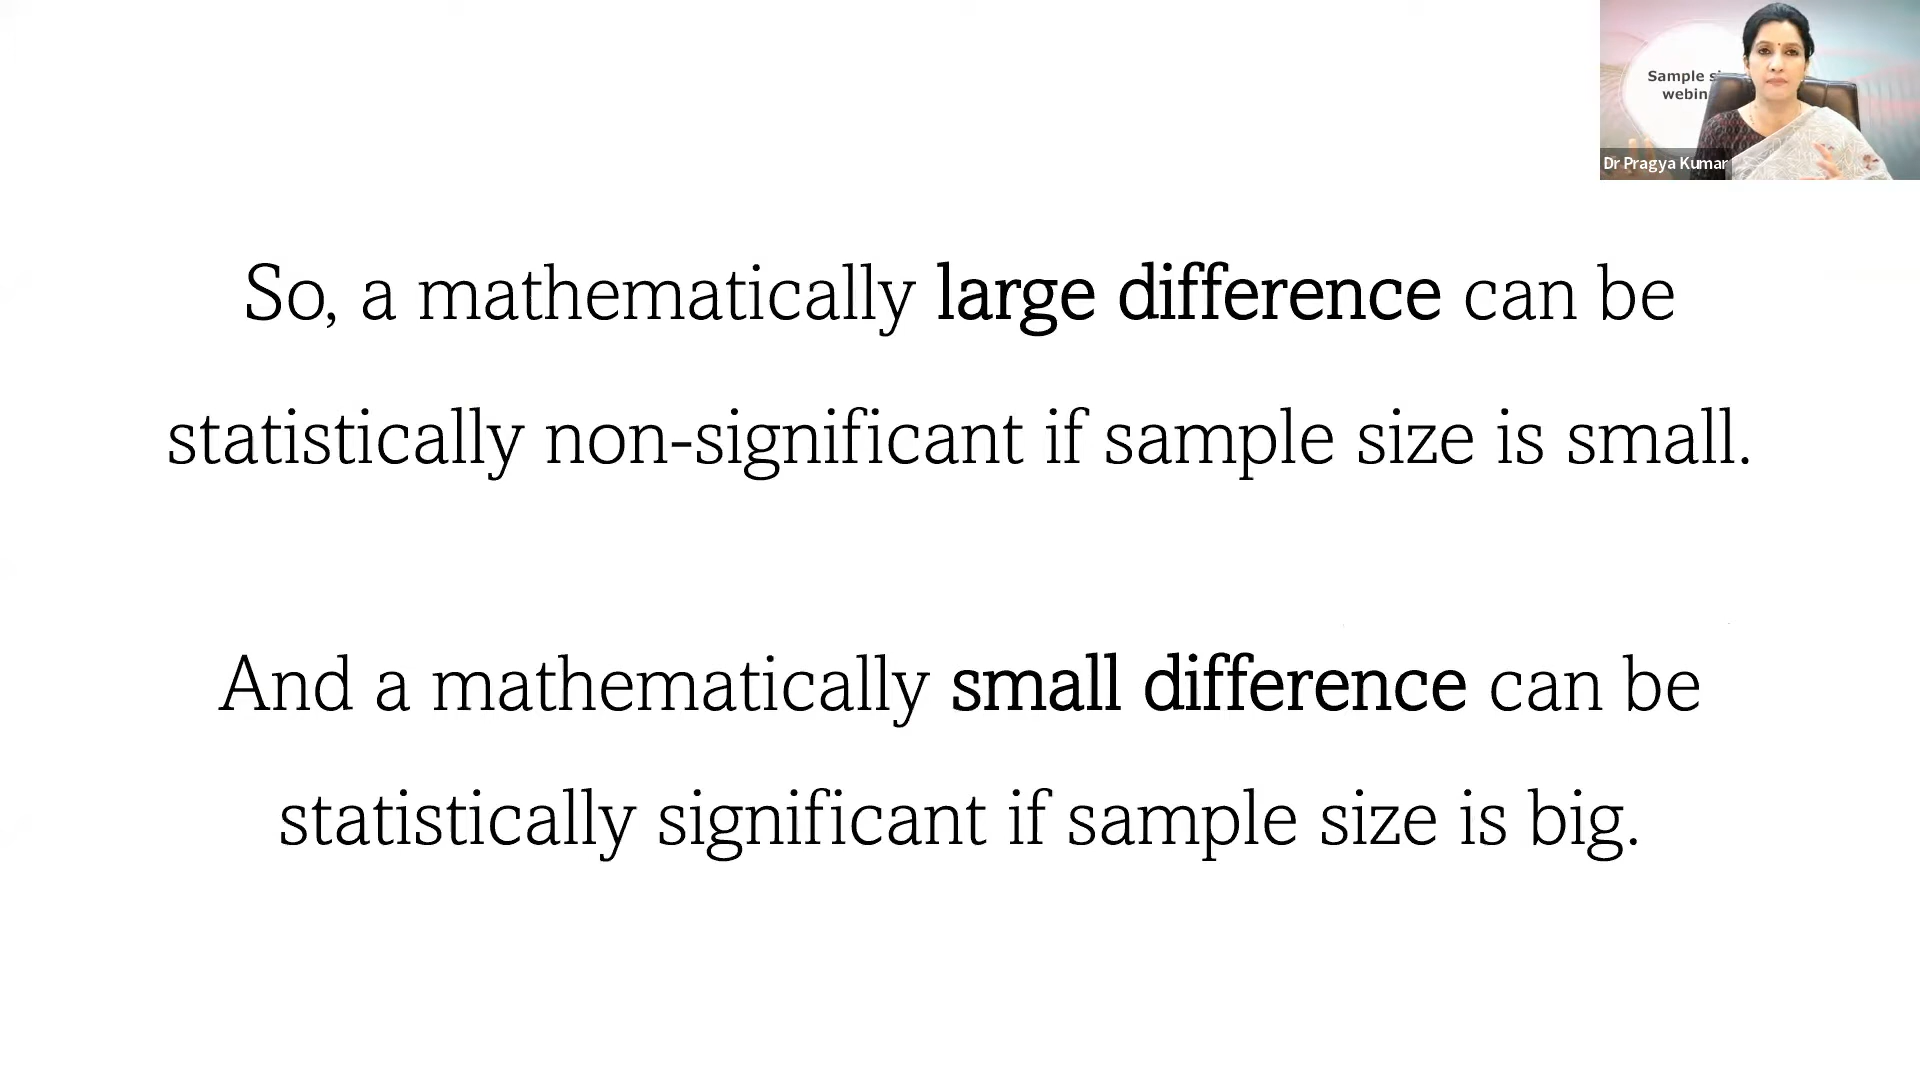 Sample
webin
Dr Pragya Kumar
So, a mathematically large difference can be
statistically non-significant if sample size is small.
And a mathematically small difference can be
statistically significant if sample size is big.